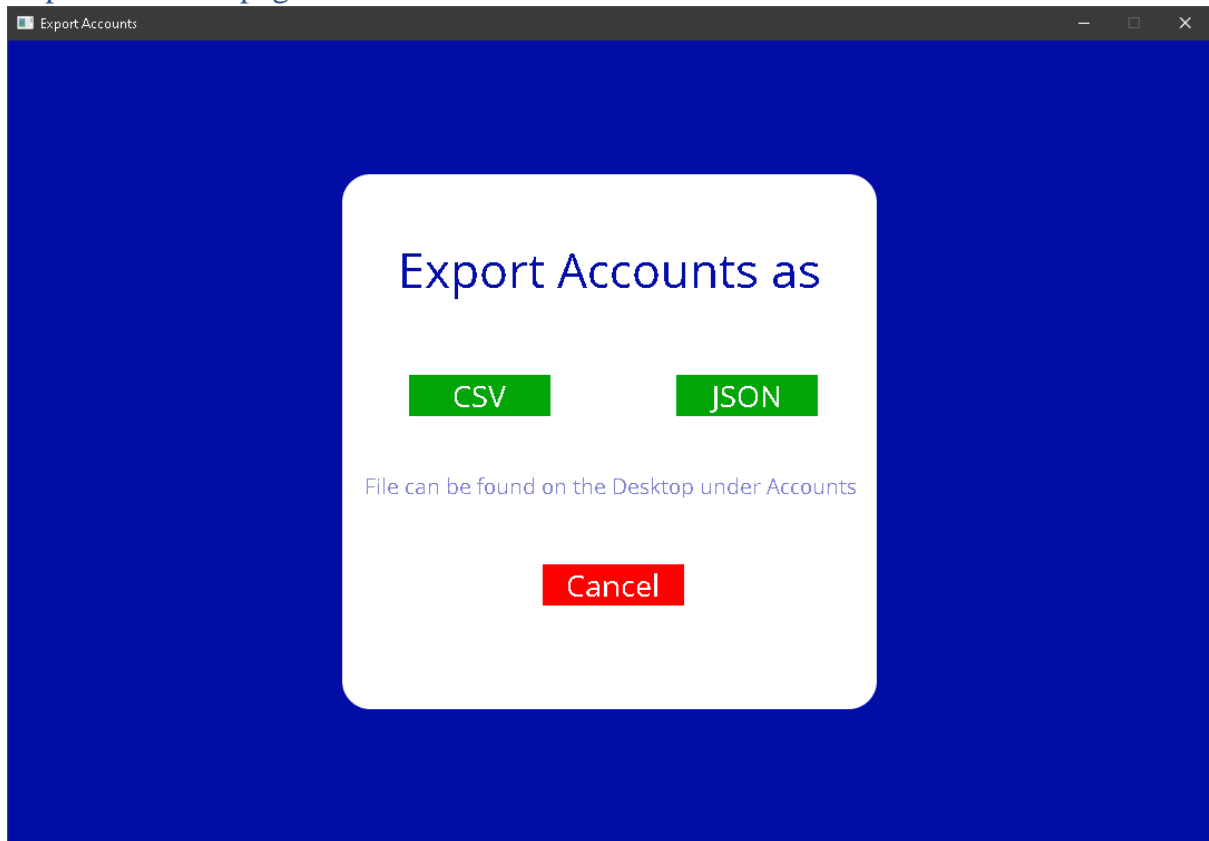 Export Accounts
Export Accounts as
CSV JSON
File can be found on the Desktop under Accounts
Cancel